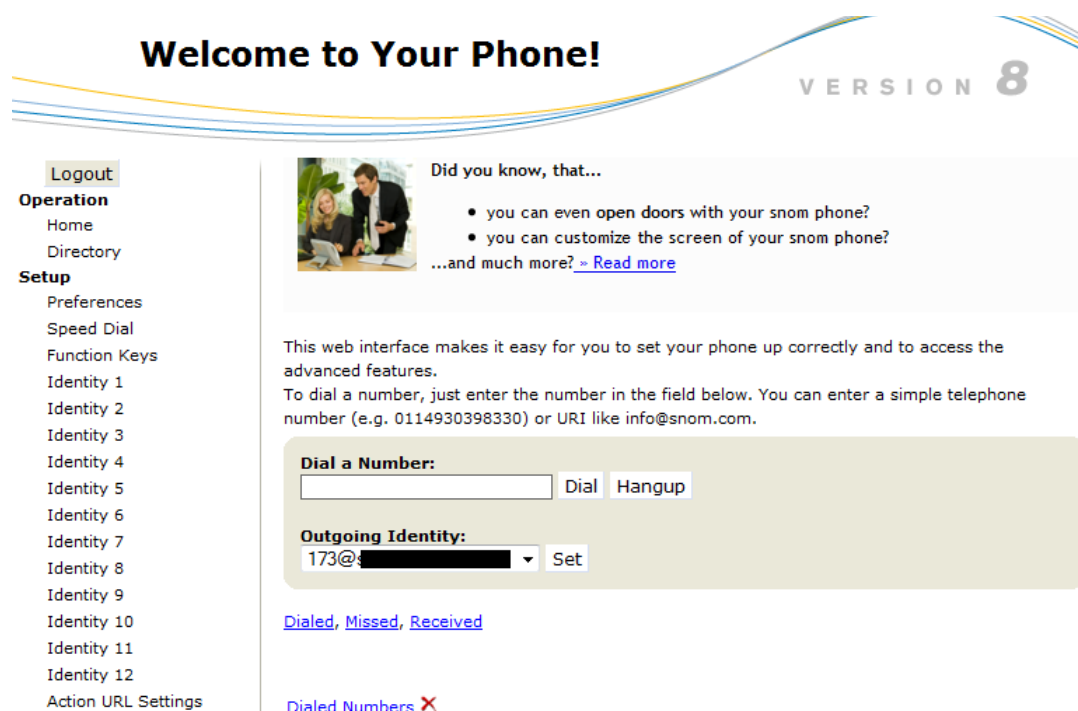 Welcome to Your Phone!
VERSION 8
Logout
Operation
Home
Directory
Setup
Preferences
Speed Dial
Function Keys
Identity 1
Identity 2
Identity 3
Identity 4
Identity 5
Identity 6
Identity 7
Identity 8
Identity 9
Identity 10
Identity 11
Identity 12
Action URL Settings
Did you know, that...
• you can even open doors with your snom phone?
• you can customize the screen of your snom phone?
...and much more? » Read more
This web interface makes it easy for you to set your phone up correctly and to access the
advanced features.
To dial a number, just enter the number in the field below. You can enter a simple telephone
number (e.g. 0114930398330) or URI like info@snom.com.
Dial a Number:
Dial Hangup
Outgoing Identity:
173@s Set
Dialed, Missed, Received
Dialed Numbers